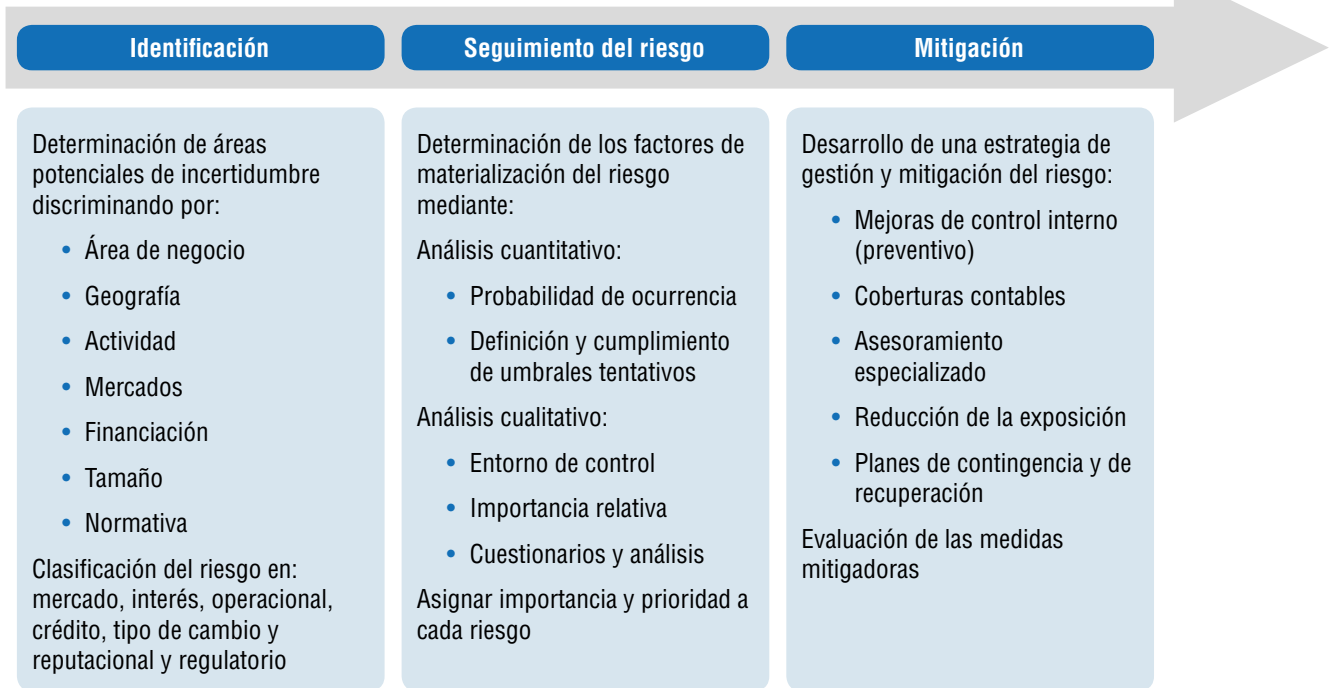 Identificación
Determinación de áreas
potenciales de incertidumbre
discriminando por:
• Área de negocio
• Geografía
• Actividad
• Mercados
• Financiación
• Tamaño
• Normativa
Clasificación del riesgo en:
mercado, interés, operacional,
crédito, tipo de cambio y
reputacional y regulatorio
Seguimiento del riesgo
Determinación de los factores de
materialización del riesgo
mediante:
Análisis cuantitativo:
• Probabilidad de ocurrencia
• Definición y cumplimiento
de umbrales tentativos
Análisis cualitativo:
• Entorno de control
• Importancia relativa
• Cuestionarios y análisis
Asignar importancia y prioridad a
cada riesgo
Mitigación
Desarrollo de una estrategia de
gestión y mitigación del riesgo:
• Mejoras de control interno
(preventivo)
• Coberturas contables
• Asesoramiento
especializado
• Reducción de la exposición
• Planes de contingencia y de
recuperación
Evaluación de las medidas
mitigadoras